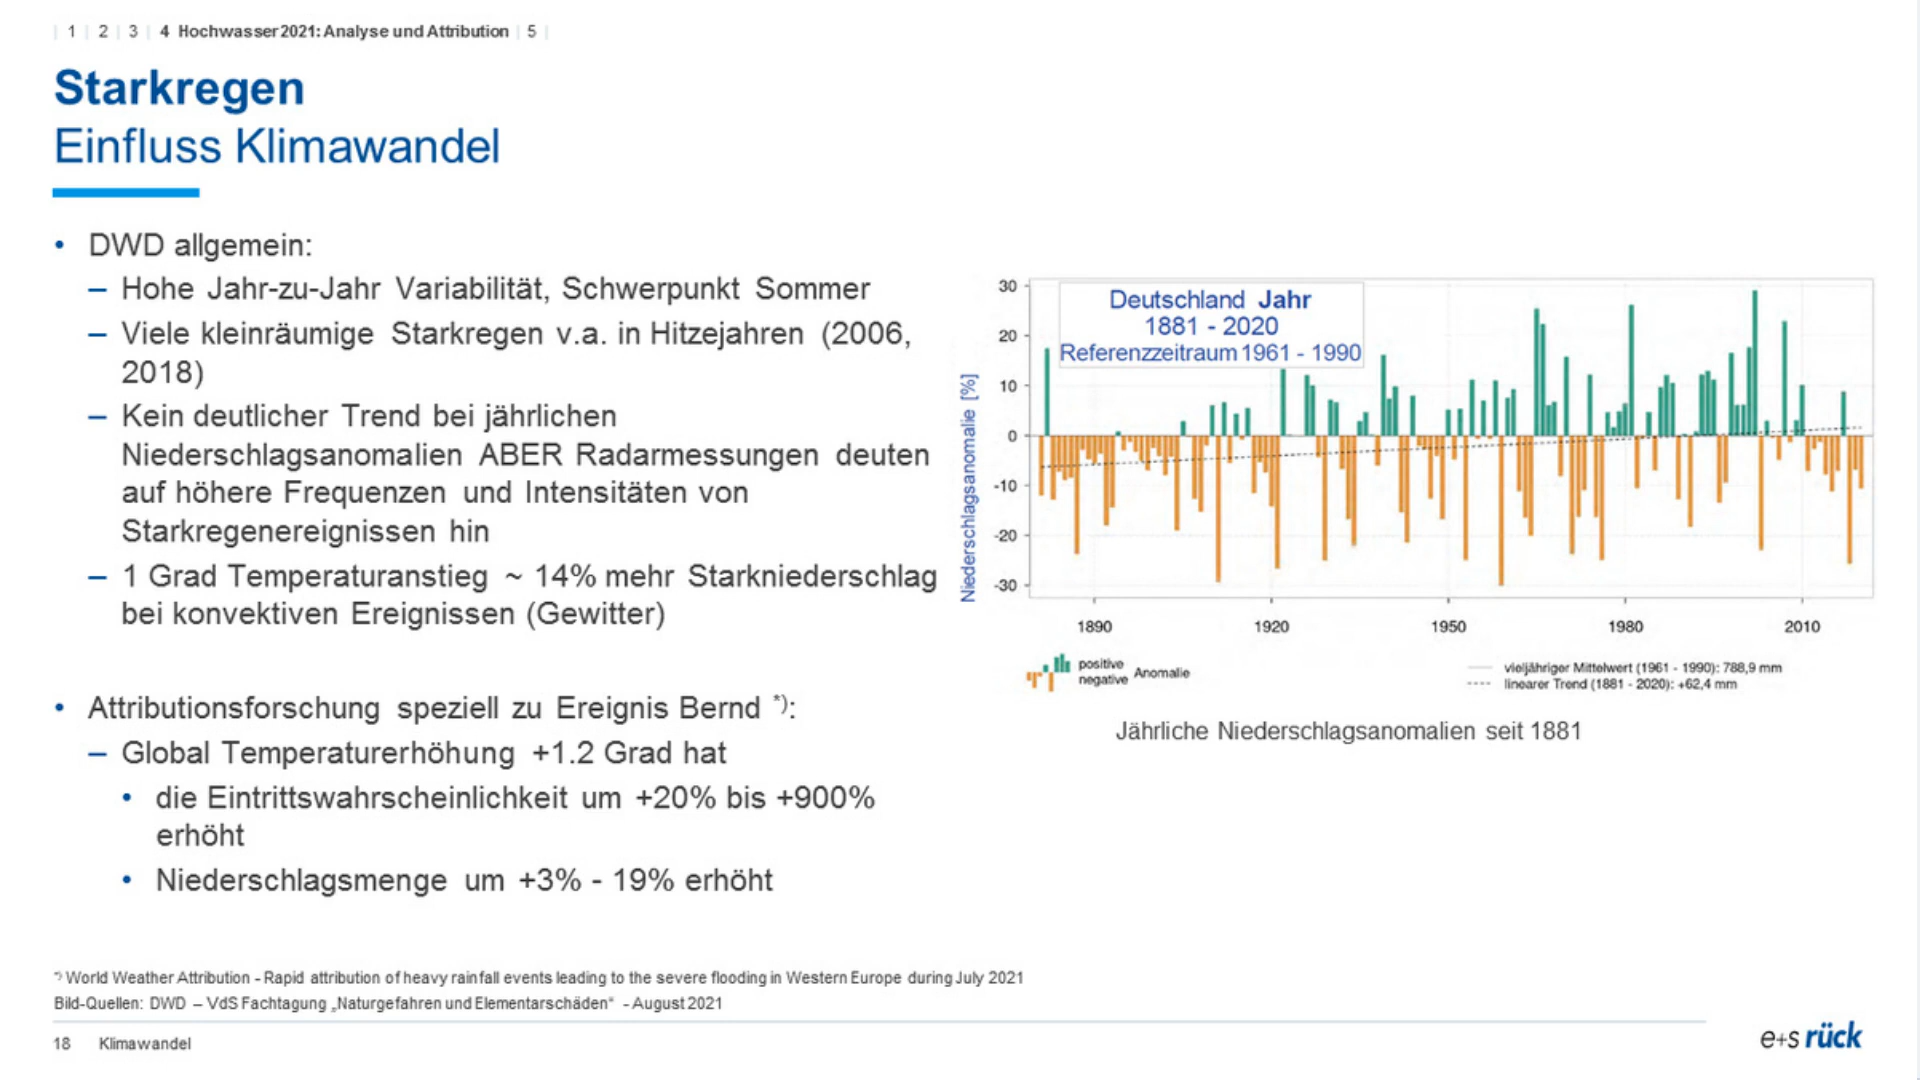 1 | 2 | 3 | 4 Hochwasser 2021: Analyse und Attribution | 5
Starkregen
Einfluss Klimawandel
• DWD allgemein:
– Hohe Jahr-zu-Jahr Variabilität, Schwerpunkt Sommer
– Viele kleinräumige Starkregen v.a. in Hitzejahren (2006,
2018)
– Kein deutlicher Trend bei jährlichen
Niederschlagsanomalien ABER Radarmessungen deuten
auf höhere Frequenzen und Intensitäten von
Starkregenereignissen hin
– 1 Grad Temperaturanstieg ~ 14% mehr Starkniederschlag
bei konvektiven Ereignissen (Gewitter)
• Attributionsforschung speziell zu Ereignis Bernd *):
– Global Temperaturerhöhung +1.2 Grad hat
• die Eintrittswahrscheinlichkeit um +20% bis +900%
erhöht
• Niederschlagsmenge um +3% - 19% erhöht
Deutschland Jahr
1881 - 2020
Referenzzeitraum 1961 - 1990
Niederschlagsanomalie [%]
30
20
10
0
-10
-20
-30
1890 1920 1950 1980 2010
positive
negative
Anomalie
vieljähriger Mittelwert (1961 - 1990): 788,9 mm
linearer Trend (1881 - 2020): +62,4 mm
Jährliche Niederschlagsanomalien seit 1881
*) World Weather Attribution - Rapid attribution of heavy rainfall events leading to the severe flooding in Western Europe during July 2021
Bild-Quellen: DWD – VdS Fachtagung „Naturgefahren und Elementarschäden“ - August 2021
18 Klimawandel
e+s rück